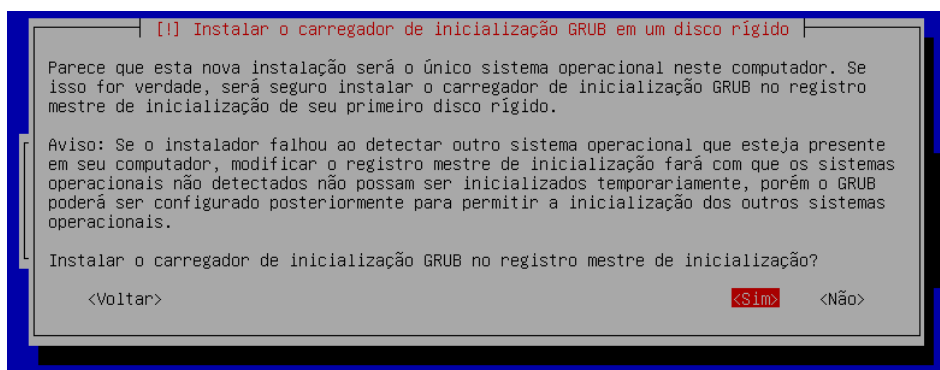 [!] Instalar o carregador de inicialização GRUB em um disco rígido
Parece que esta nova instalação será o único sistema operacional neste computador. Se
isso for verdade, será seguro instalar o carregador de inicialização GRUB no registro
mestre de inicialização de seu primeiro disco rígido.
Aviso: Se o instalador falhou ao detectar outro sistema operacional que esteja presente
em seu computador, modificar o registro mestre de inicialização fará com que os sistemas
operacionais não detectados não possam ser inicializados temporariamente, porém o GRUB
poderá ser configurado posteriormente para permitir a inicialização dos outros sistemas
operacionais.
Instalar o carregador de inicialização GRUB no registro mestre de inicialização?
<Voltar> <Sim> <Não>